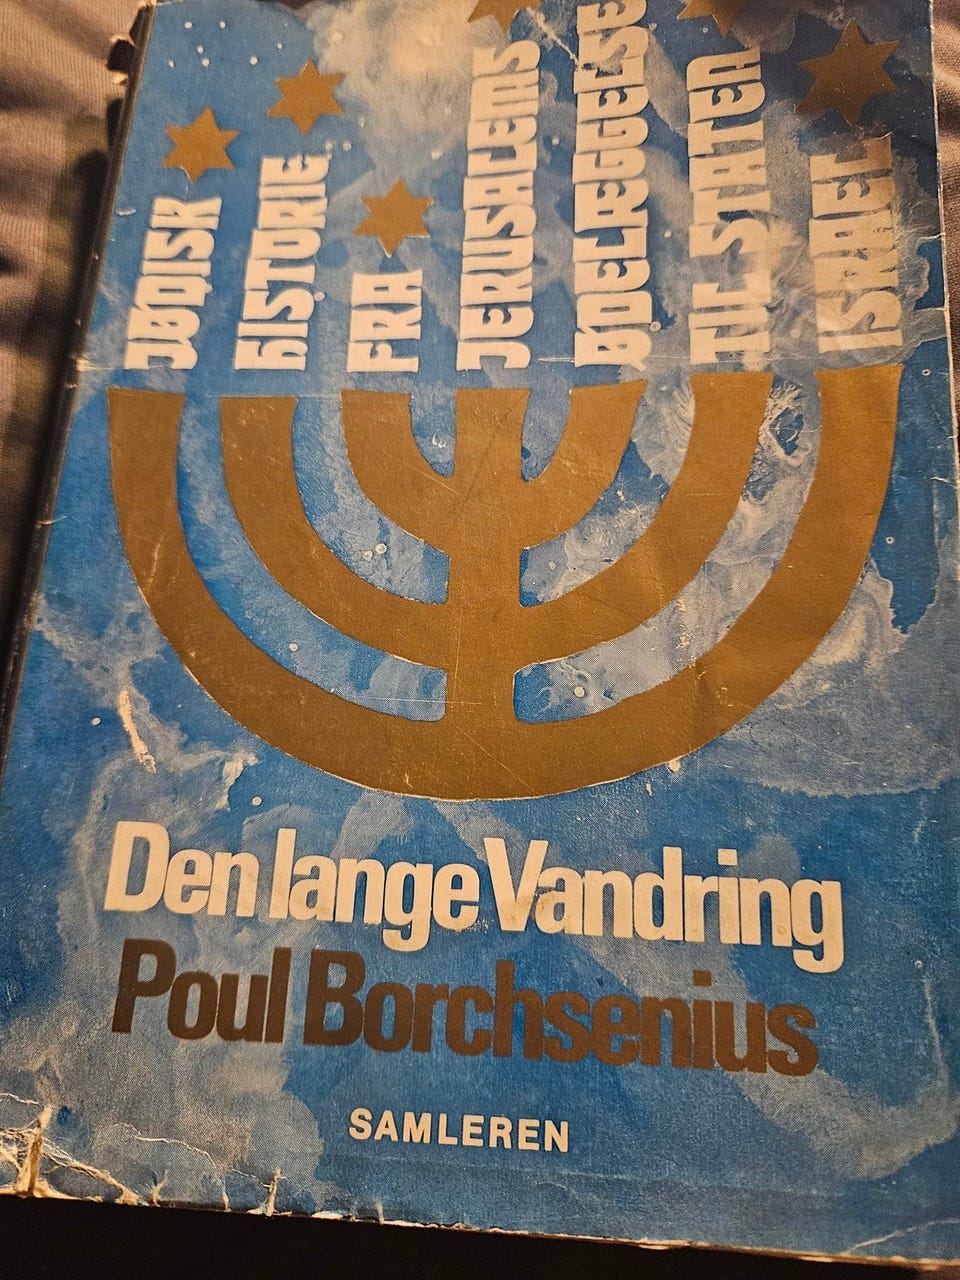 JØDISK
HISTORIE
FRA
JERUSALEMS
ØDELÆGGELSE
TIL STATEN
ISRAEL
Den lange Vandring
Poul Borchsenius
SAMLEREN